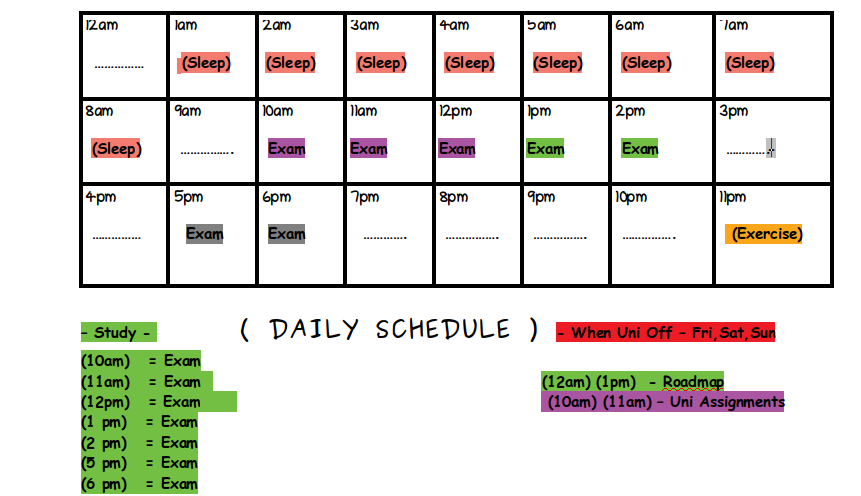 12am 1am 2am 3am 4am 5am 6am 7am
............... (Sleep) (Sleep) (Sleep) (Sleep) (Sleep) (Sleep) (Sleep)
8am 9am 10am 11am 12pm 1pm 2pm 3pm
(Sleep) ................ Exam Exam Exam Exam Exam .............
4pm 5pm 6pm 7pm 8pm 9pm 10pm 11pm
............... Exam Exam ............. ................ ................ ................ (Exercise)
- Study - ( DAILY SCHEDULE ) - When Uni Off - Fri,Sat,Sun
(10am) = Exam
(11am) = Exam (12am) (1pm) - Roadmap
(12pm) = Exam (10am) (11am) - Uni Assignments
(1 pm) = Exam
(2 pm) = Exam
(5 pm) = Exam
(6 pm) = Exam